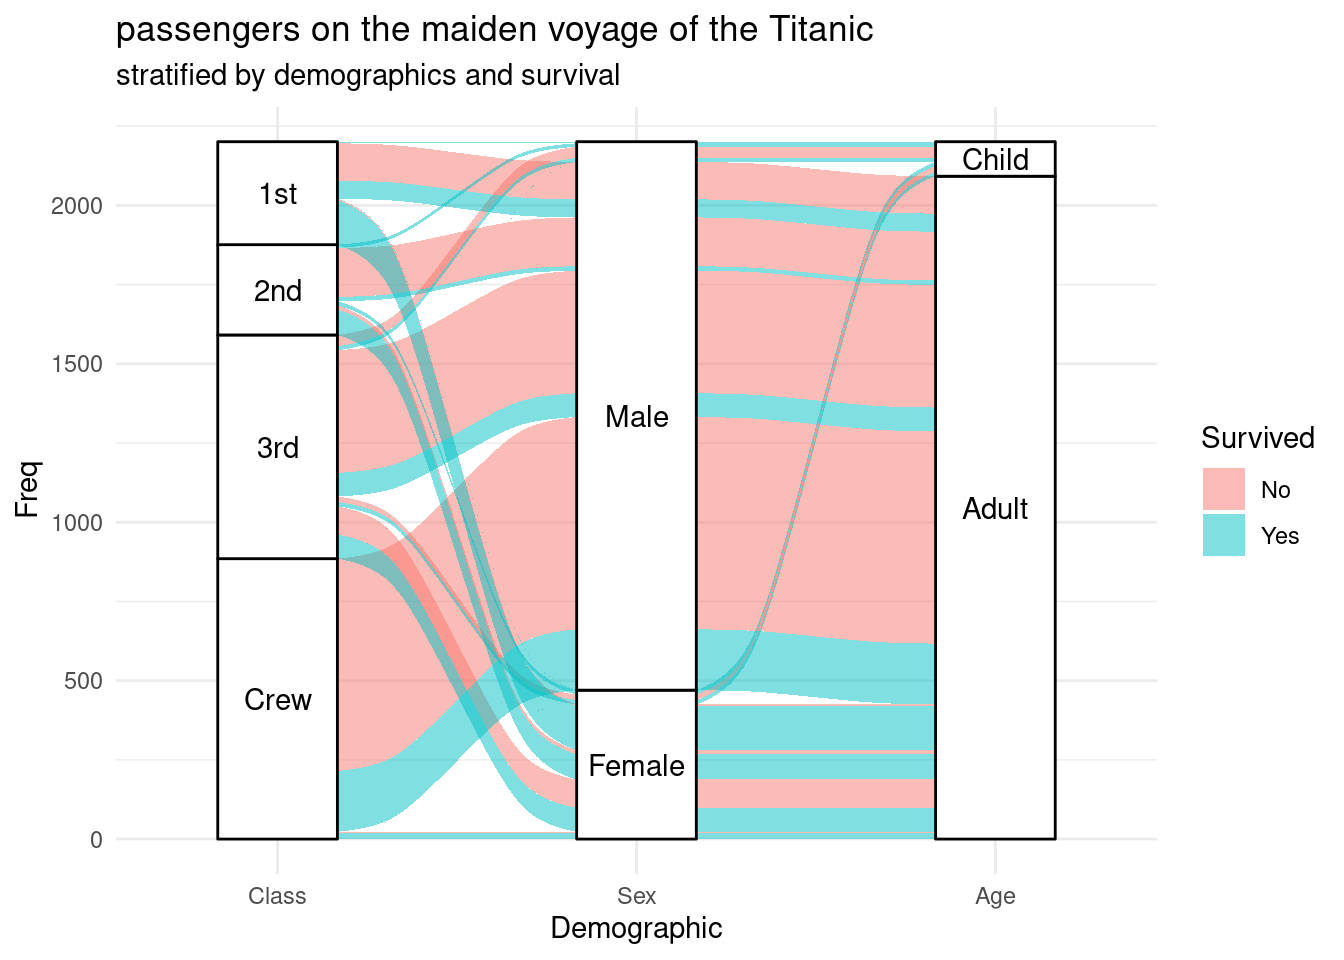 passengers on the maiden voyage of the Titanic
stratified by demographics and survival
Freq
2000
1500
1000
500
0
1st
2nd
3rd
Crew
Male
Female
Child
Adult
Class
Sex
Age
Demographic
Survived
No
Yes